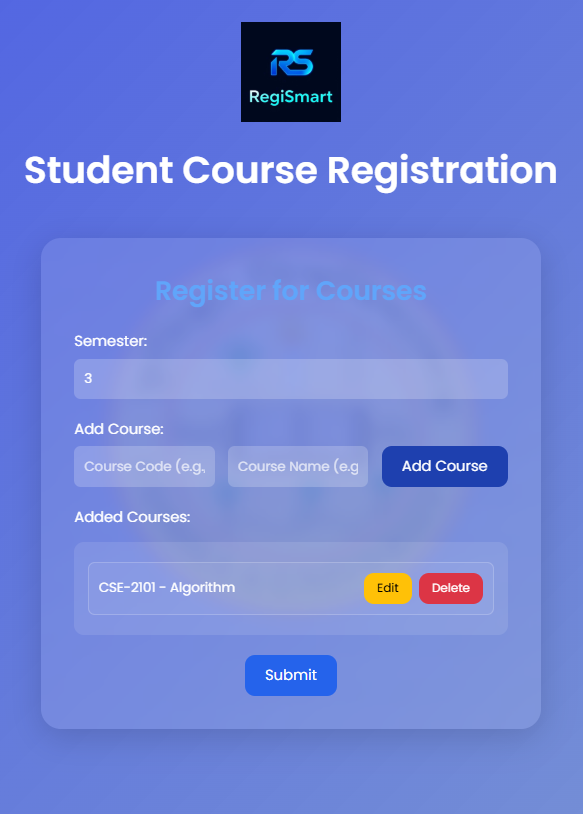 RS
RegiSmart
Student Course Registration
Register for Courses
Semester:
3
Add Course:
Course Code (e.g., Course Name (e.g Add Course
Added Courses:
CSE-2101 - Algorithm Edit Delete
Submit